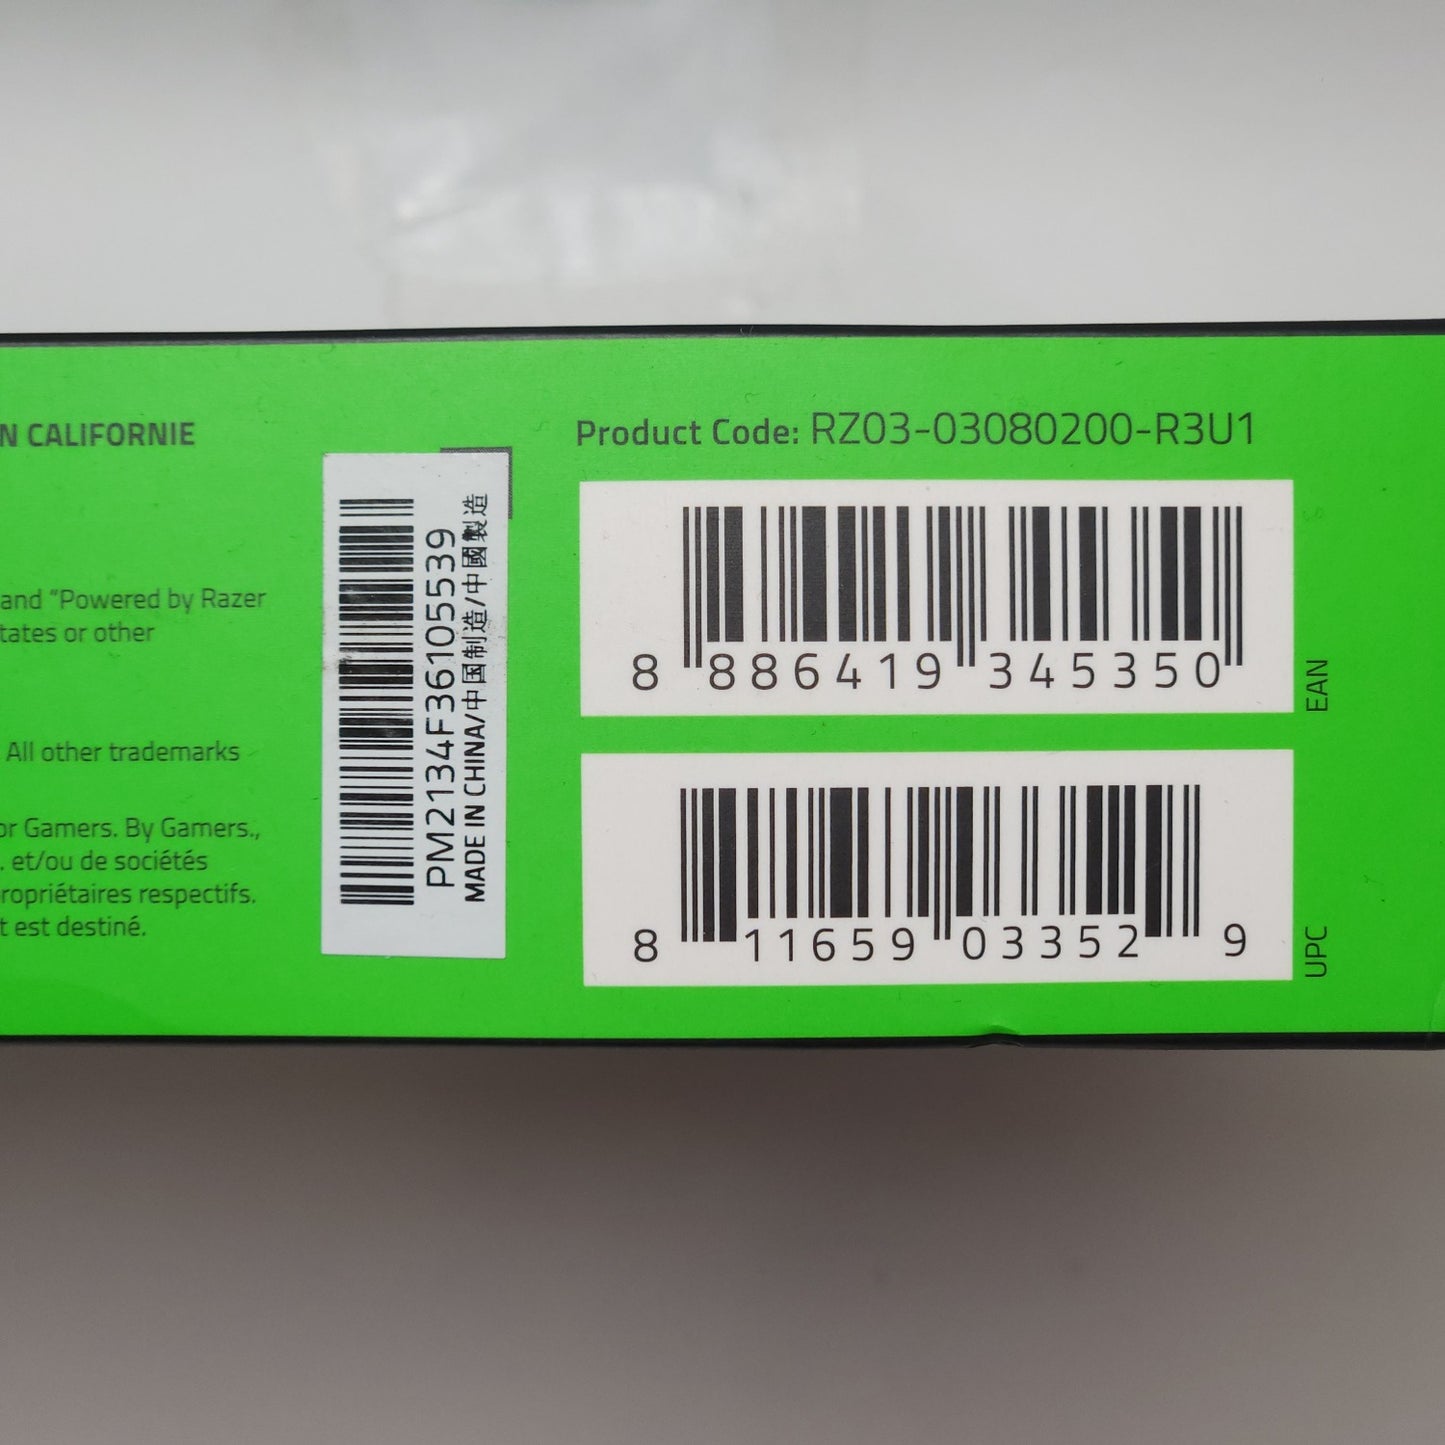 N CALIFORNIE
and “Powered by Razer
tates or other
All other trademarks
or Gamers. By Gamers.,
. et/ou de sociétés
ropriétaires respectifs.
t est destiné.
PM2134F36105539
MADE IN CHINA/中国制造/中國製造
Product Code: RZ03-03080200-R3U1
8 886419 345350
EAN
8 11659 03352 9
UPC